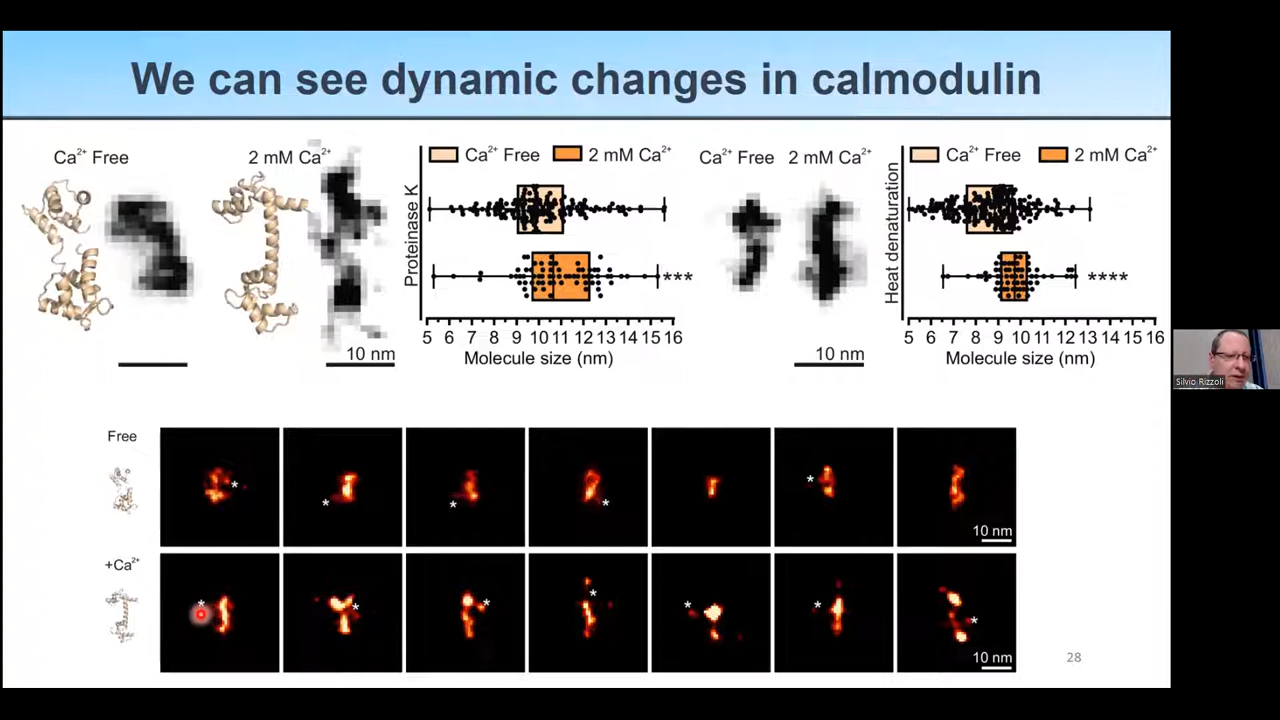 We can see dynamic changes in calmodulin
Ca²⁺ Free
2 mM Ca²⁺
10 nm
Proteinase K
Ca²⁺ Free
2 mM Ca²⁺
***
5 6 7 8 9 10 11 12 13 14 15 16
Molecule size (nm)
Ca²⁺ Free
2 mM Ca²⁺
10 nm
Heat denaturation
Ca²⁺ Free
2 mM Ca²⁺
****
5 6 7 8 9 10 11 12 13 14 15 16
Molecule size (nm)
Silvio Rizzoli
Free
* * * * *
10 nm
+Ca²⁺
* * * * * * *
10 nm
28